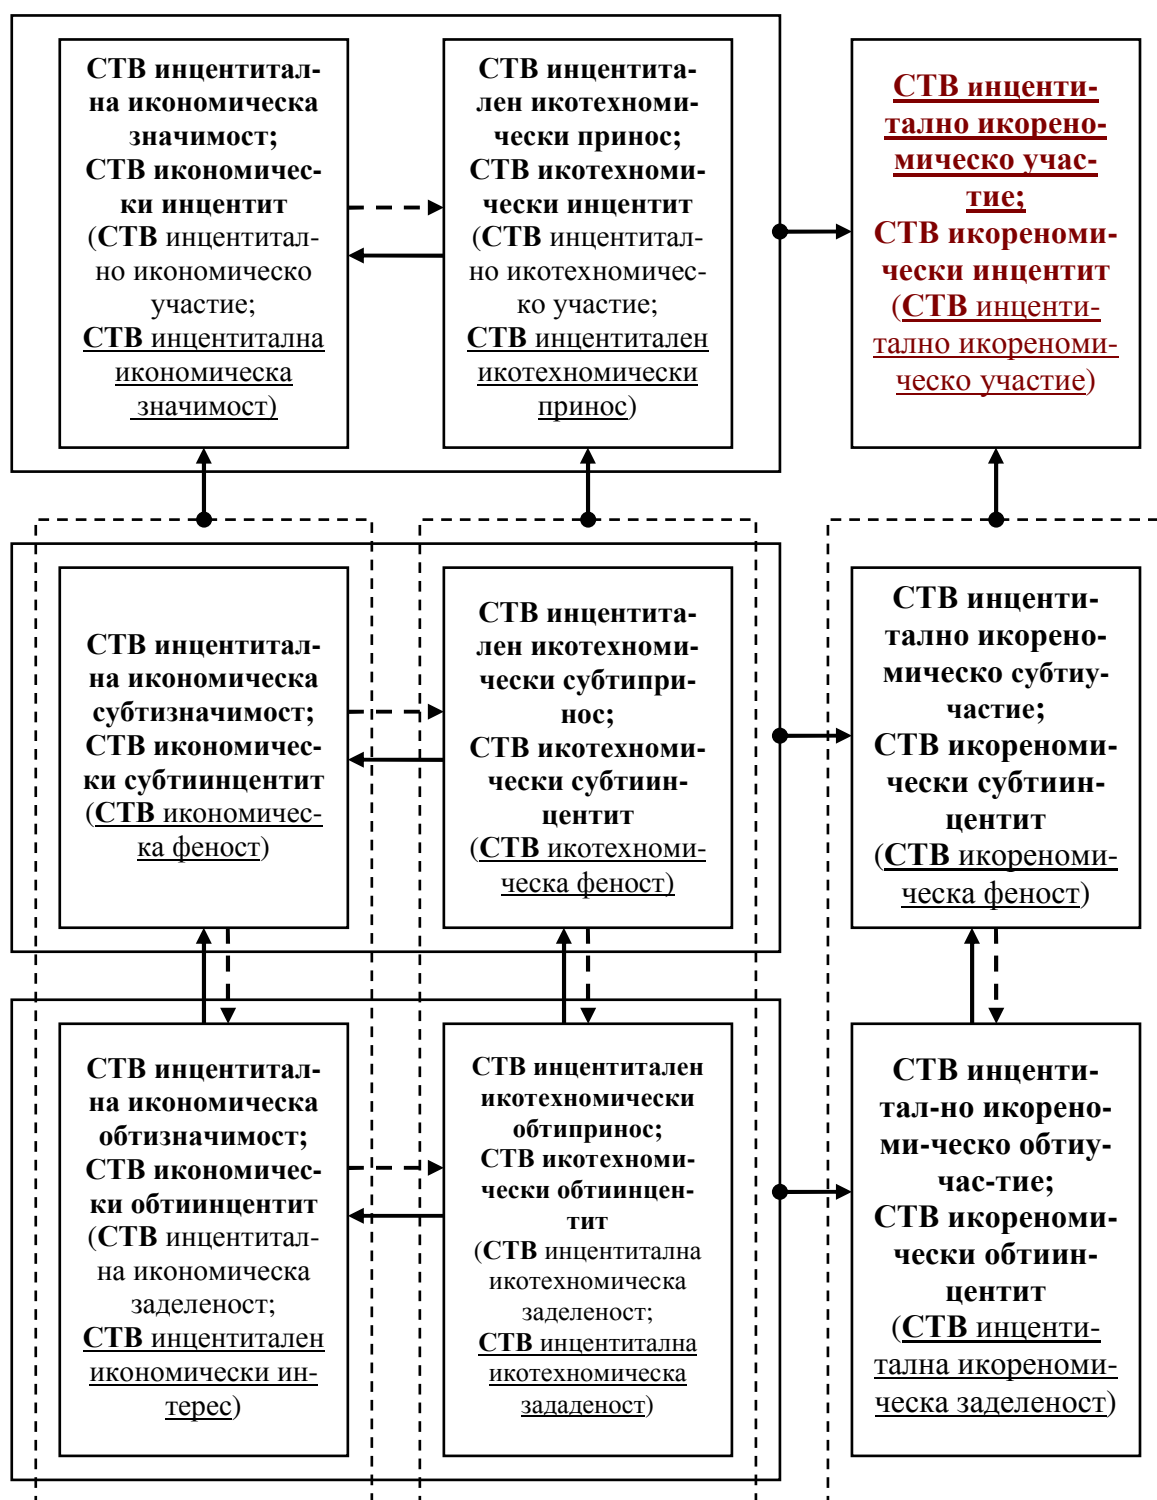 СТВ инцентитал-
на икономическа
значимост;
СТВ икономичес-
ки инцентит
(СТВ инцентитал-
но икономическо
участие;
СТВ инцентитална
икономическа
значимост)
СТВ инцентита-
лен икотехноми-
чески принос;
СТВ икотехноми-
чески инцентит
(СТВ инцентитал-
но икотехномичес-
ко участие;
СТВ инцентитален
икотехномически
принос)
СТВ инценти-
тално икорено-
мическо учас-
тие;
СТВ икореноми-
чески инцентит
(СТВ инценти-
тално икореноми-
ческо участие)
СТВ инцентитал-
на икономическа
субтизначимост;
СТВ икономичес-
ки субтиинцентит
(СТВ икономичес-
ка феност)
СТВ инцентита-
лен икотехноми-
чески субтипри-
нос;
СТВ икотехноми-
чески субтиин-
центит
(СТВ икотехноми-
ческа феност)
СТВ инценти-
тално икорено-
мическо субтиу-
частие;
СТВ икореноми-
чески субтиин-
центит
(СТВ икореноми-
ческа феност)
СТВ инцентитал-
на икономическа
обтизначимост;
СТВ икономичес-
ки обтиинцентит
(СТВ инцентитал-
на икономическа
заделеност;
СТВ инцентитален
икономически ин-
терес)
СТВ инцентитален
икотехномически
обтипринос;
СТВ икотехноми-
чески обтиинцен-
тит
(СТВ инцентитална
икотехномическа
заделеност;
СТВ инцентитална
икотехномическа
зададеност)
СТВ инценти-
тал-но икорено-
ми-ческо обтиу-
час-тие;
СТВ икореноми-
чески обтиин-
центит
(СТВ инценти-
тална икореноми-
ческа заделеност)